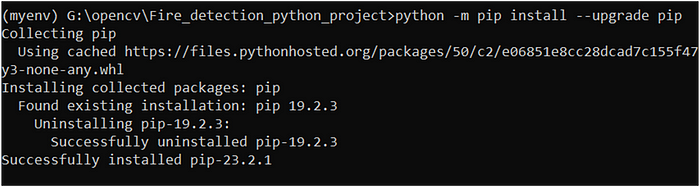 (myenv) G:\opencv\Fire_detection_python_project>python -m pip install --upgrade pip
Collecting pip
  Using cached https://files.pythonhosted.org/packages/50/c2/e06851e8cc28dcad7c155f47
y3-none-any.whl
Installing collected packages: pip
  Found existing installation: pip 19.2.3
    Uninstalling pip-19.2.3:
      Successfully uninstalled pip-19.2.3
Successfully installed pip-23.2.1